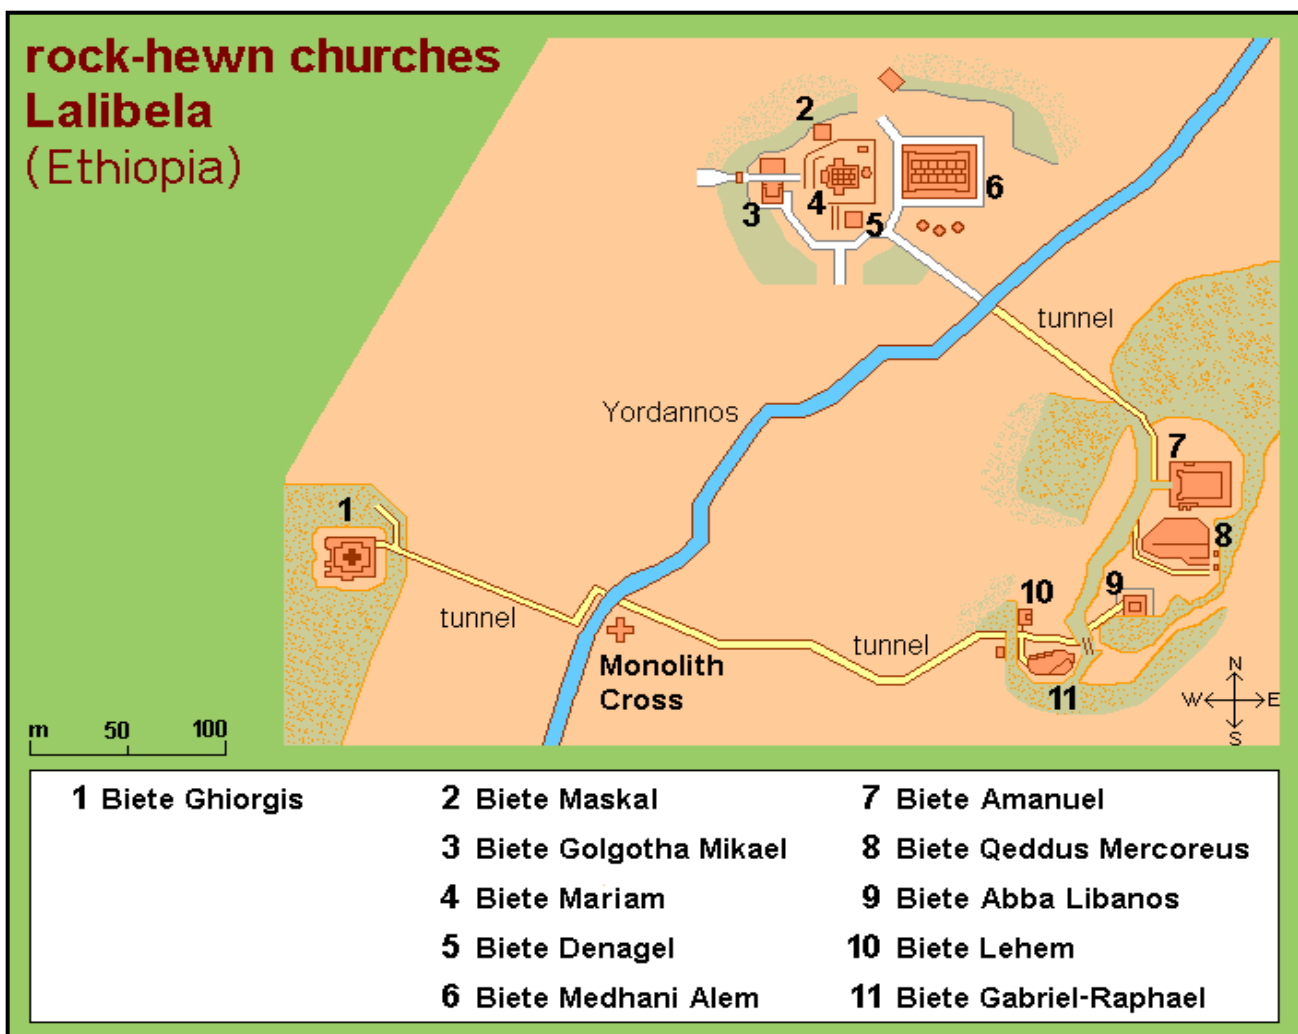 rock-hewn churches
Lalibela
(Ethiopia)
2
6
3
4
5
tunnel
Yordannos
7
1
8
9
10
tunnel
tunnel
Monolith
Cross
11
N
W E
S
m 50 100
1 Biete Ghiorgis
2 Biete Maskal
3 Biete Golgotha Mikael
4 Biete Mariam
5 Biete Denagel
6 Biete Medhani Alem
7 Biete Amanuel
8 Biete Qeddus Mercoreus
9 Biete Abba Libanos
10 Biete Lehem
11 Biete Gabriel-Raphael